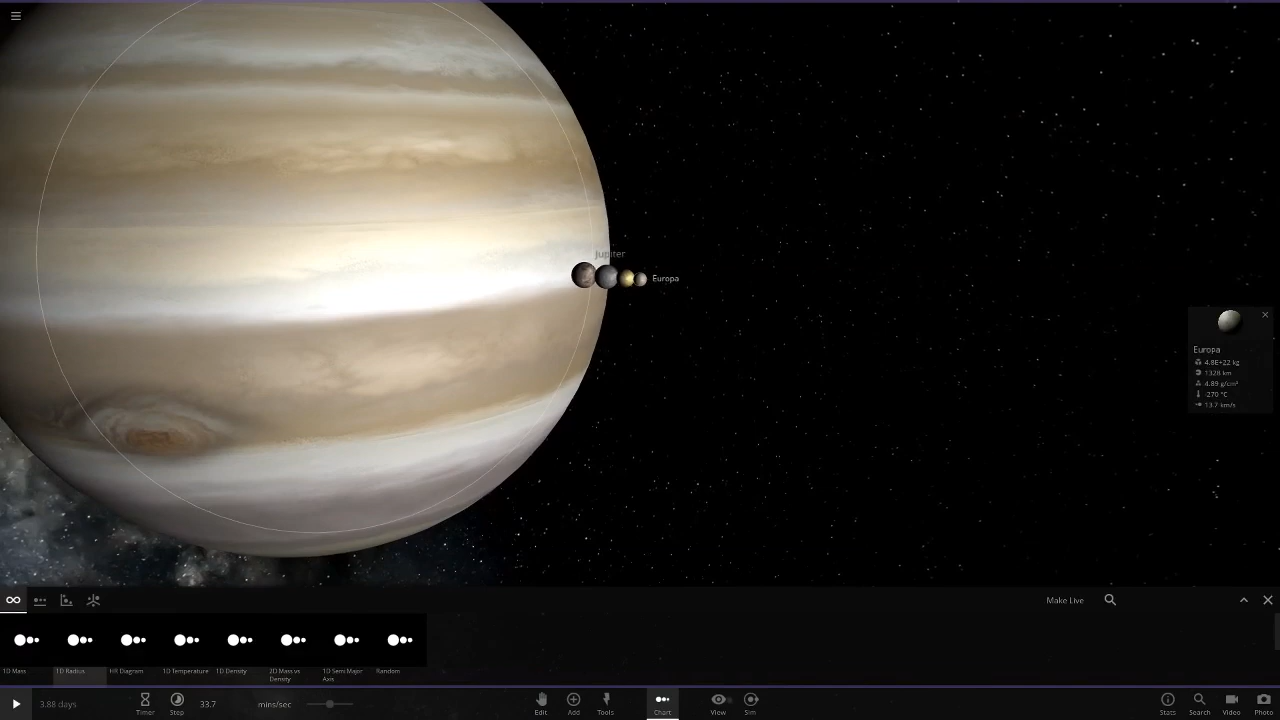 Jupiter
Europa
Europa
4.8E+22 kg
1328 km
4.89 g/cm³
-270 °C
13.7 km/s
Make Live
1D Mass
1D Radius
HR Diagram
1D Temperature
1D Density
2D Mass vs Density
1D Semi Major Axis
Random
3.88 days
Timer
Step
33.7
mins/sec
Edit
Add
Tools
Chart
View
Sim
Stats
Search
Video
Photo